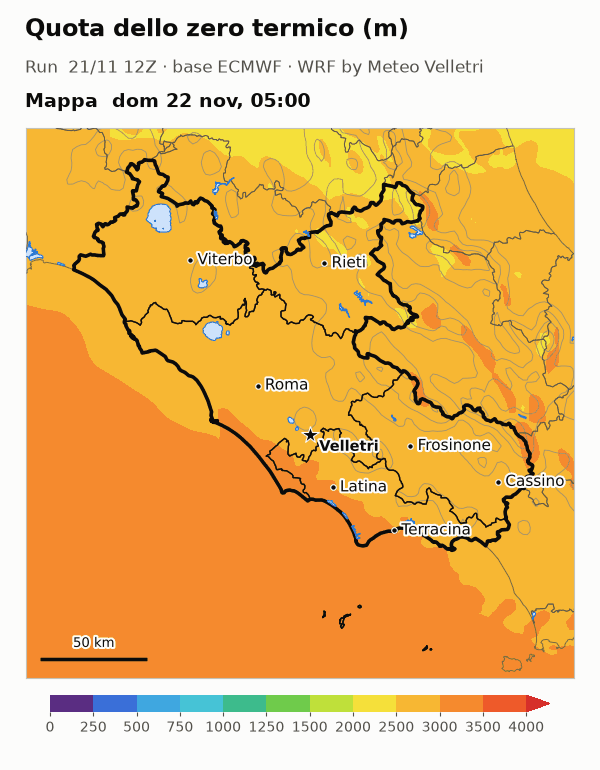 Quota dello zero termico (m)
Run 21/11 12Z · base ECMWF · WRF by Meteo Velletri
Mappa dom 22 nov, 05:00
Viterbo
Rieti
Roma
Velletri
Frosinone
Cassino
Latina
Terracina
50 km
0 250 500 750 1000 1250 1500 2000 2500 3000 3500 4000